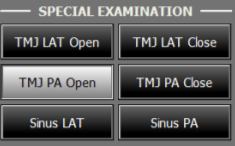 SPECIAL EXAMINATION
TMJ LAT Open TMJ LAT Close
TMJ PA Open TMJ PA Close
Sinus LAT Sinus PA